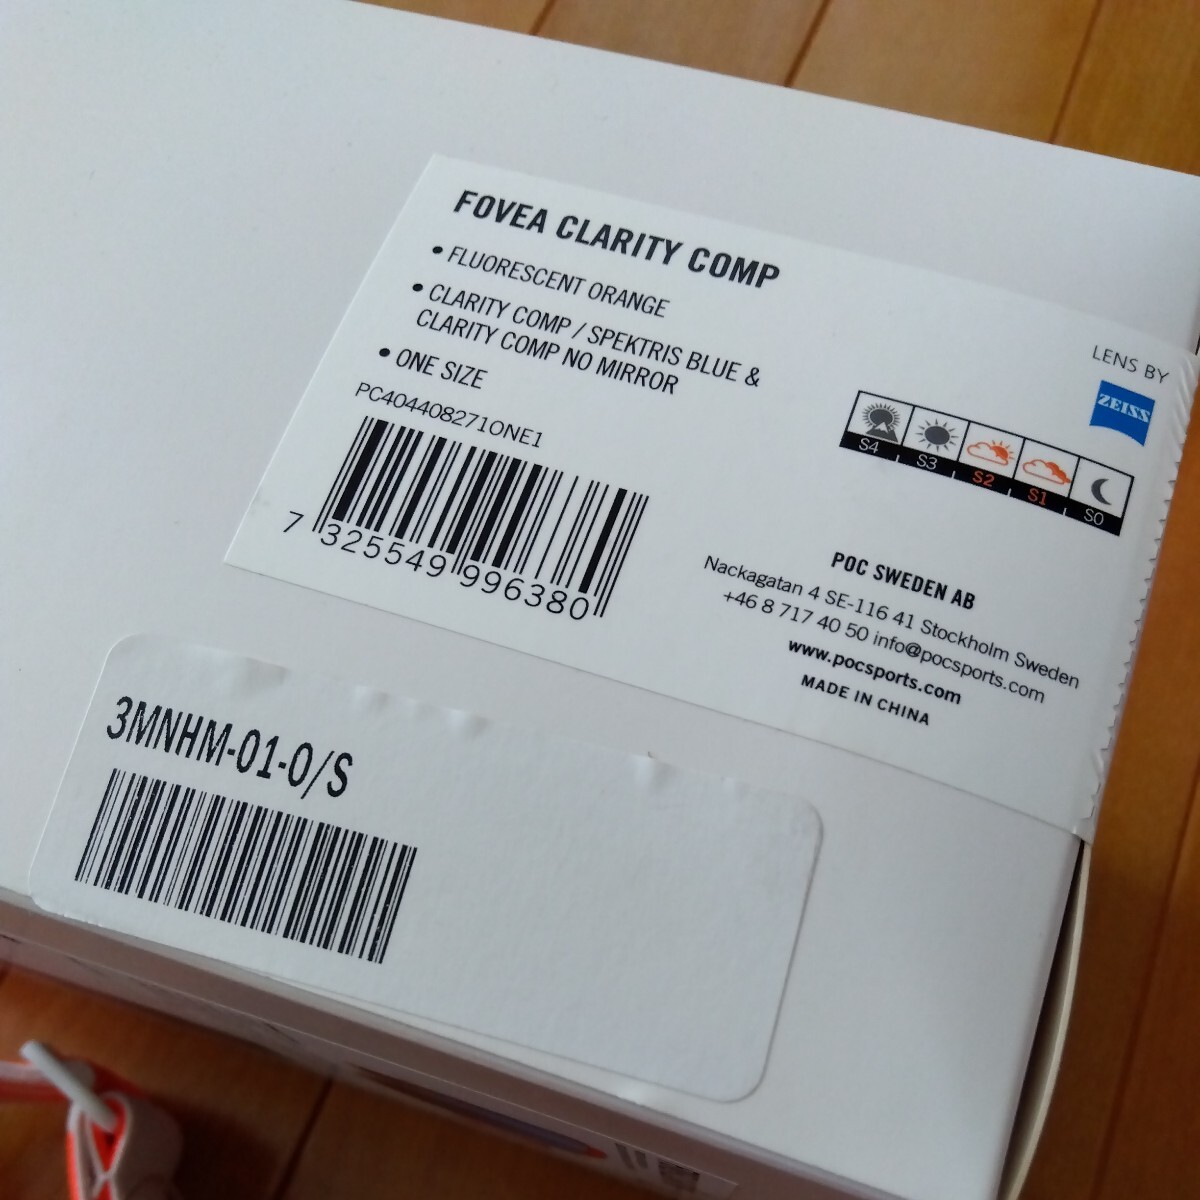 FOVEA CLARITY COMP
• FLUORESCENT ORANGE
• CLARITY COMP / SPEKTRIS BLUE &
CLARITY COMP NO MIRROR
• ONE SIZE
PC404408271ONE1
7 325549 996380
LENS BY
ZEISS
S4 S3 S2 S1 S0
POC SWEDEN AB
Nackagatan 4 SE-116 41 Stockholm Sweden
+46 8 717 40 50 info@pocsports.com
www.pocsports.com
MADE IN CHINA
3MNHM-01-0/S